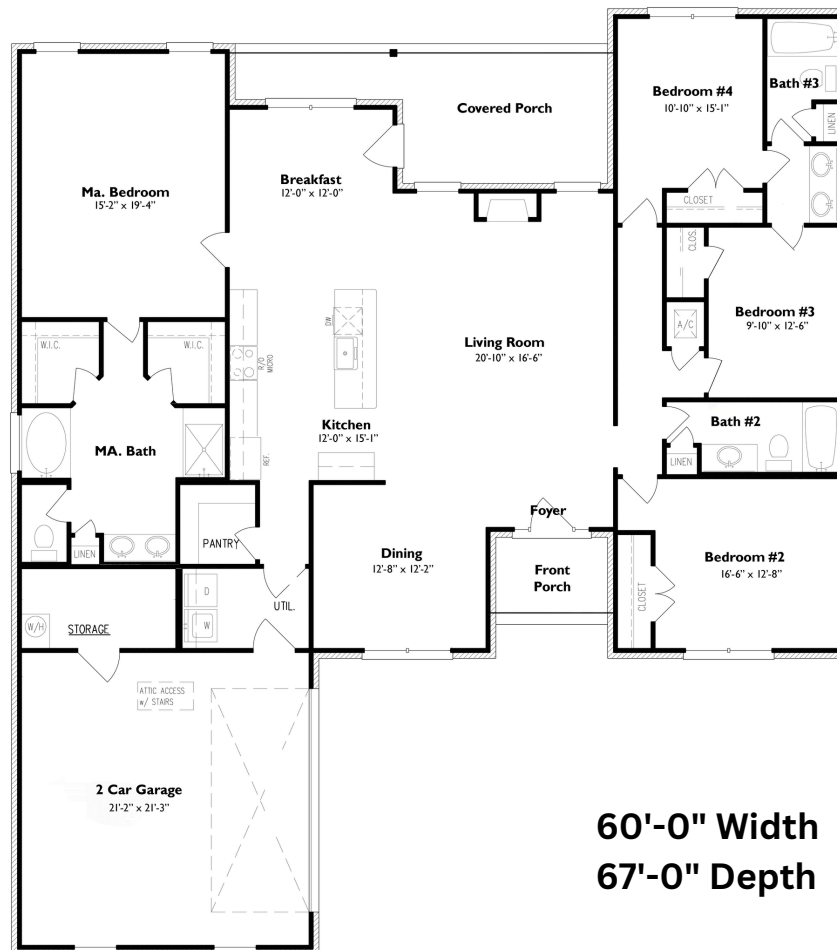 Bedroom #4
10'-10" x 15'-1"
Bath #3
LINEN
CLOSET
Covered Porch
Ma. Bedroom
15'-2" x 19'-4"
Breakfast
12'-0" x 12'-0"
CLOS.
Bedroom #3
9'-10" x 12'-6"
A/C
W.I.C.
W.I.C.
R/O
MICRO
DW
Living Room
20'-10" x 16'-6"
Kitchen
12'-0" x 15'-1"
REF.
MA. Bath
Bath #2
LINEN
LINEN
PANTRY
Foyer
Dining
12'-8" x 12'-2"
Front
Porch
Bedroom #2
16'-6" x 12'-8"
CLOSET
D
W
UTIL.
W/H
STORAGE
ATTIC ACCESS
w/ STAIRS
2 Car Garage
21'-2" x 21'-3"
60'-0" Width
67'-0" Depth